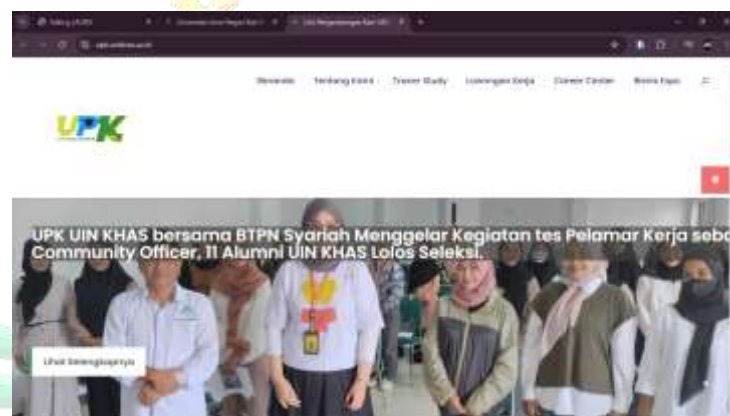 Beranda Tentang Kami Tracer Study Lowongan Kerja Career Center Bisnis Expo
UPK
UPK UIN KHAS bersama BTPN Syariah Menggelar Kegiatan tes Pelamar Kerja seba
Community Officer, 11 Alumni UIN KHAS Lolos Seleksi.
Lihat Selengkapnya